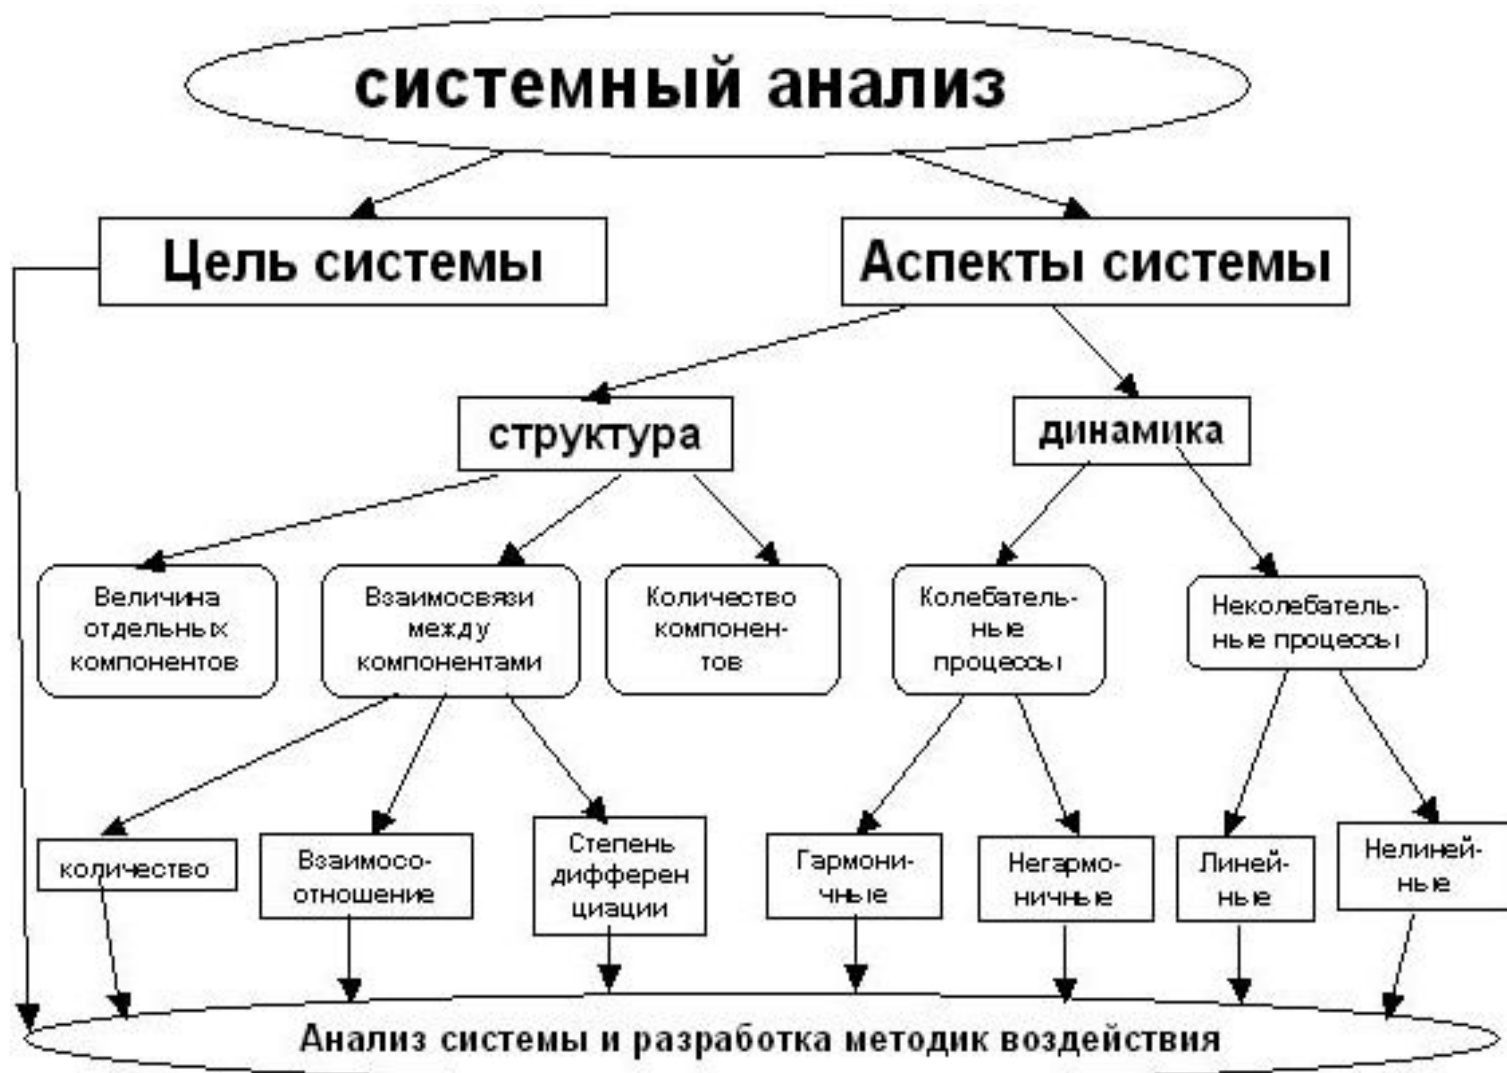 системный анализ
Цель системы
Аспекты системы
структура
динамика
Величина
отдельных
компонентов
Взаимосвязи
между
компонентами
Количество
компонен-
тов
Колебатель-
ные
процессы
Неколебатель-
ные процессы
количество
Взаимосо-
отношение
Степень
дифферен
циации
Гармони-
чные
Негармо-
ничные
Линей-
ные
Нелиней-
ные
Анализ системы и разработка методик воздействия